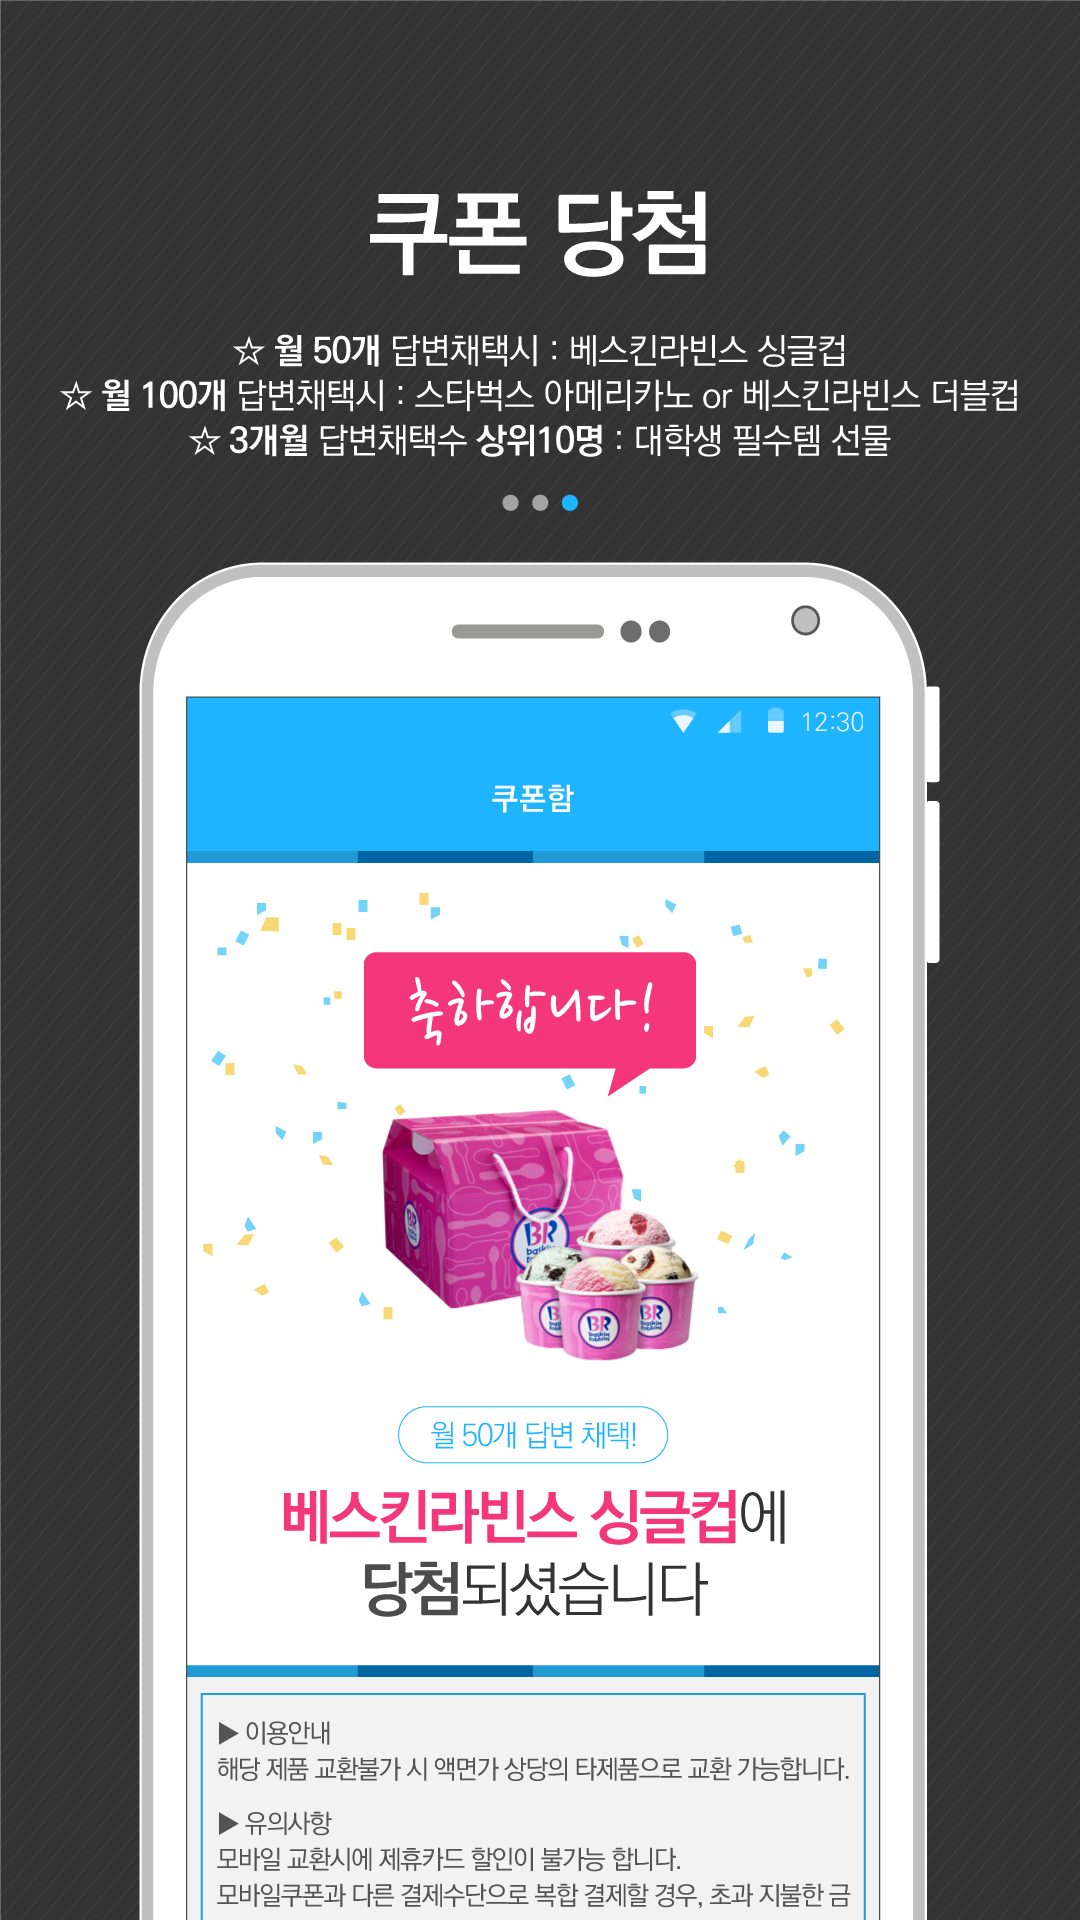 쿠폰 당첨
☆ 월 50개 답변채택시 : 베스킨라빈스 싱글컵
☆ 월 100개 답변채택시 : 스타벅스 아메리카노 or 베스킨라빈스 더블컵
☆ 3개월 답변채택수 상위10명 : 대학생 필수템 선물
12:30
쿠폰함
축하합니다!
BR
BR
BR
baskin
robbins
월 50개 답변 채택!
베스킨라빈스 싱글컵에
당첨되셨습니다
▶ 이용안내
해당 제품 교환불가 시 액면가 상당의 타제품으로 교환 가능합니다.
▶ 유의사항
모바일 교환시에 제휴카드 할인이 불가능 합니다.
모바일쿠폰과 다른 결제수단으로 복합 결제할 경우, 초과 지불한 금